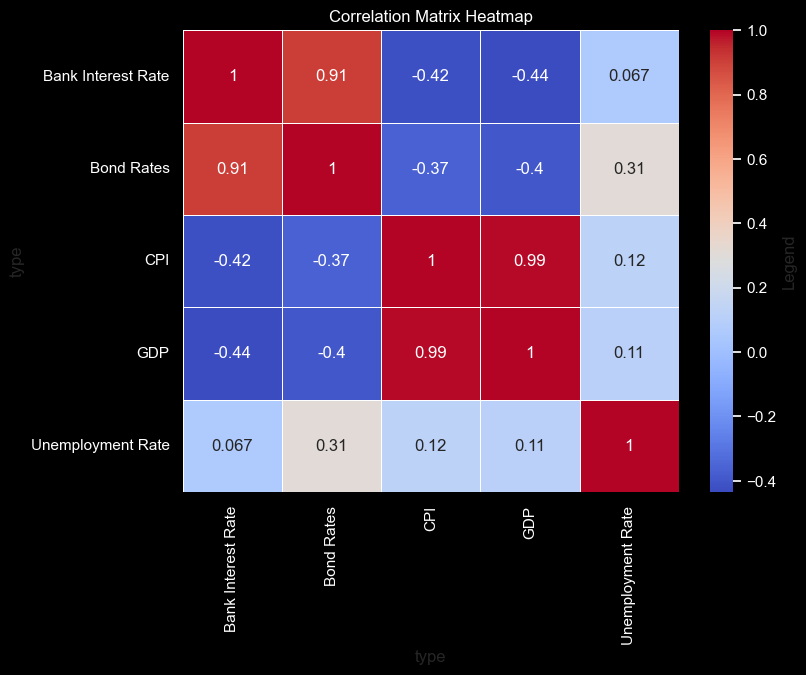 Correlation Matrix Heatmap
Bank Interest Rate 1 0.91 -0.42 -0.44 0.067
Bond Rates 0.91 1 -0.37 -0.4 0.31
CPI -0.42 -0.37 1 0.99 0.12
GDP -0.44 -0.4 0.99 1 0.11
Unemployment Rate 0.067 0.31 0.12 0.11 1
type
Bank Interest Rate
Bond Rates
CPI
GDP
Unemployment Rate
type
1.0
0.8
0.6
0.4
0.2
0.0
−0.2
−0.4
Legend